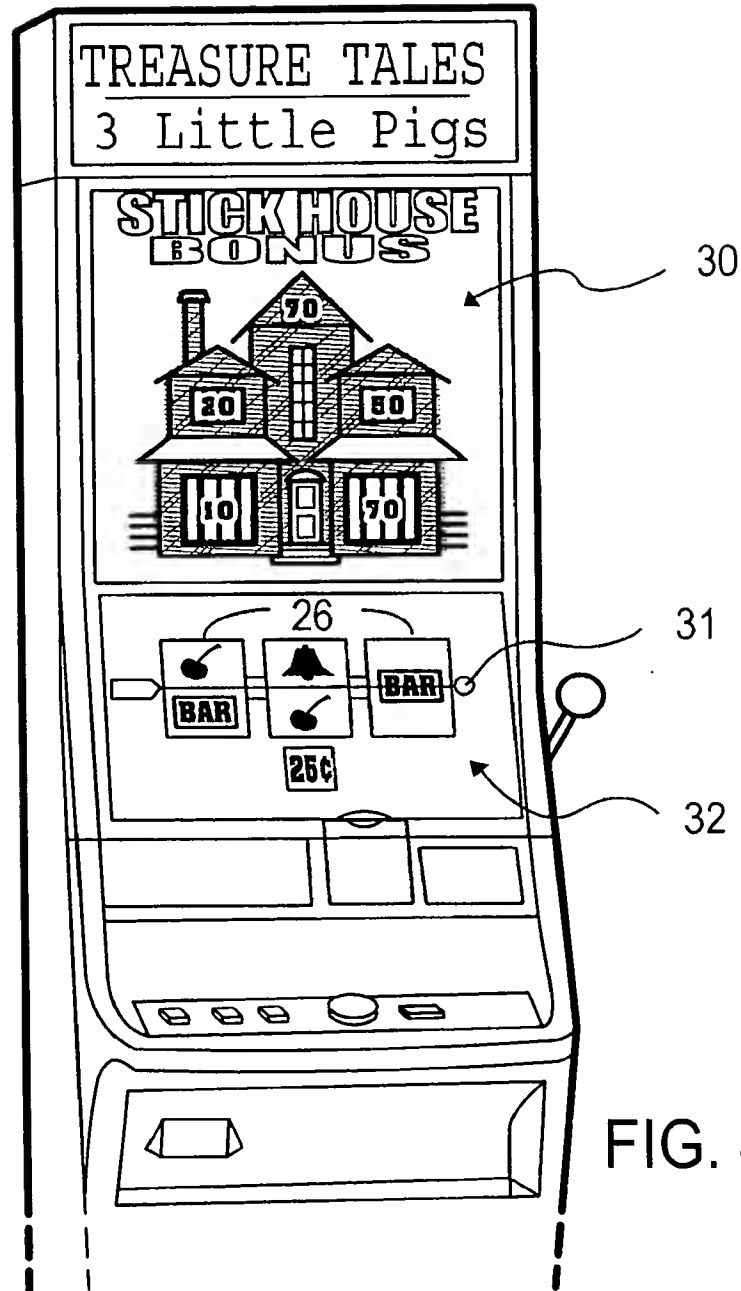 TREASURE TALES
3 Little Pigs
STICK HOUSE
BONUS
30
70
20 50
10 70
26
31
BAR BAR
25¢
32
FIG.